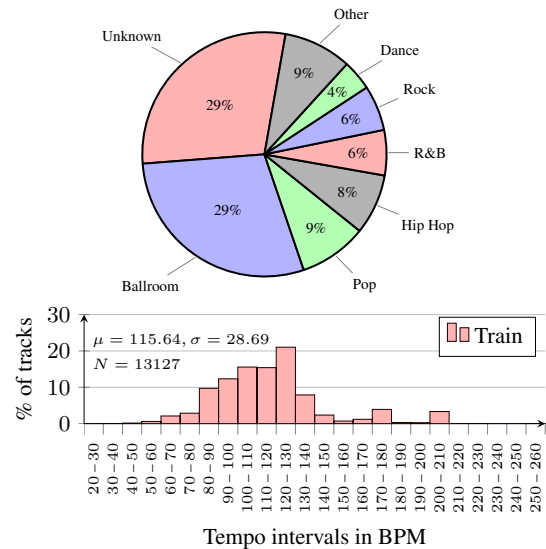 Other
Unknown
Dance
9%
4%
Rock
29%
6%
6%
R&B
8%
29%
Hip Hop
9%
Ballroom
Pop
30
μ = 115.64, σ = 28.69
Train
20
N = 13127
10
0
% of tracks
20 – 30
30 – 40
40 – 50
50 – 60
60 – 70
70 – 80
80 – 90
90 – 100
100 – 110
110 – 120
120 – 130
130 – 140
140 – 150
150 – 160
160 – 170
170 – 180
180 – 190
190 – 200
200 – 210
210 – 220
220 – 230
230 – 240
240 – 250
250 – 260
Tempo intervals in BPM